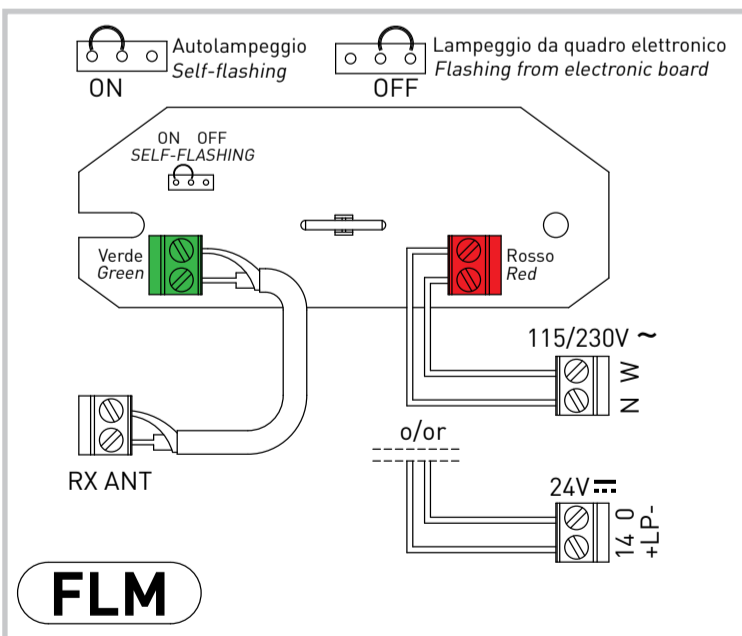 Autolampeggio
Self-flashing
ON
Lampeggio da quadro elettronico
Flashing from electronic board
OFF
ON OFF
SELF-FLASHING
Verde
Green
Rosso
Red
115/230V ~
N W
RX ANT
o/or
24V
14 0
+LP-
FLM